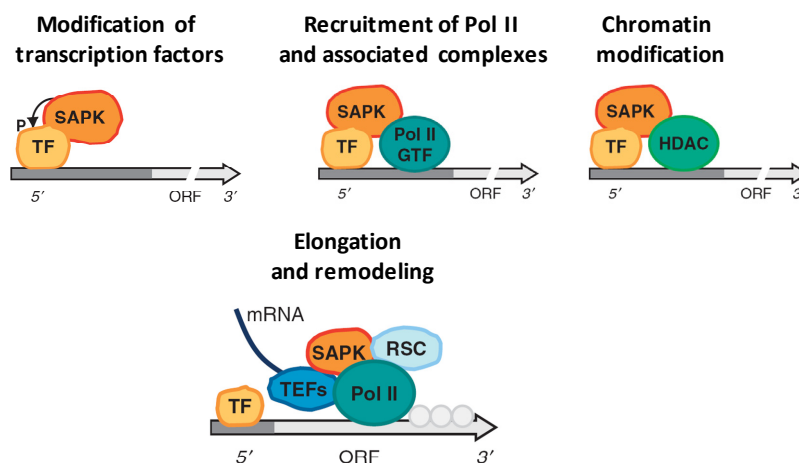 Modification of
transcription factors
P
SAPK
TF
5′
ORF
3′
Recruitment of Pol II
and associated complexes
SAPK
TF
Pol II
GTF
ORF
5′
3′
Chromatin
modification
SAPK
TF
HDAC
5′
ORF
3′
Elongation
and remodeling
mRNA
SAPK
RSC
TEFs
Pol II
TF
5′
ORF
3′